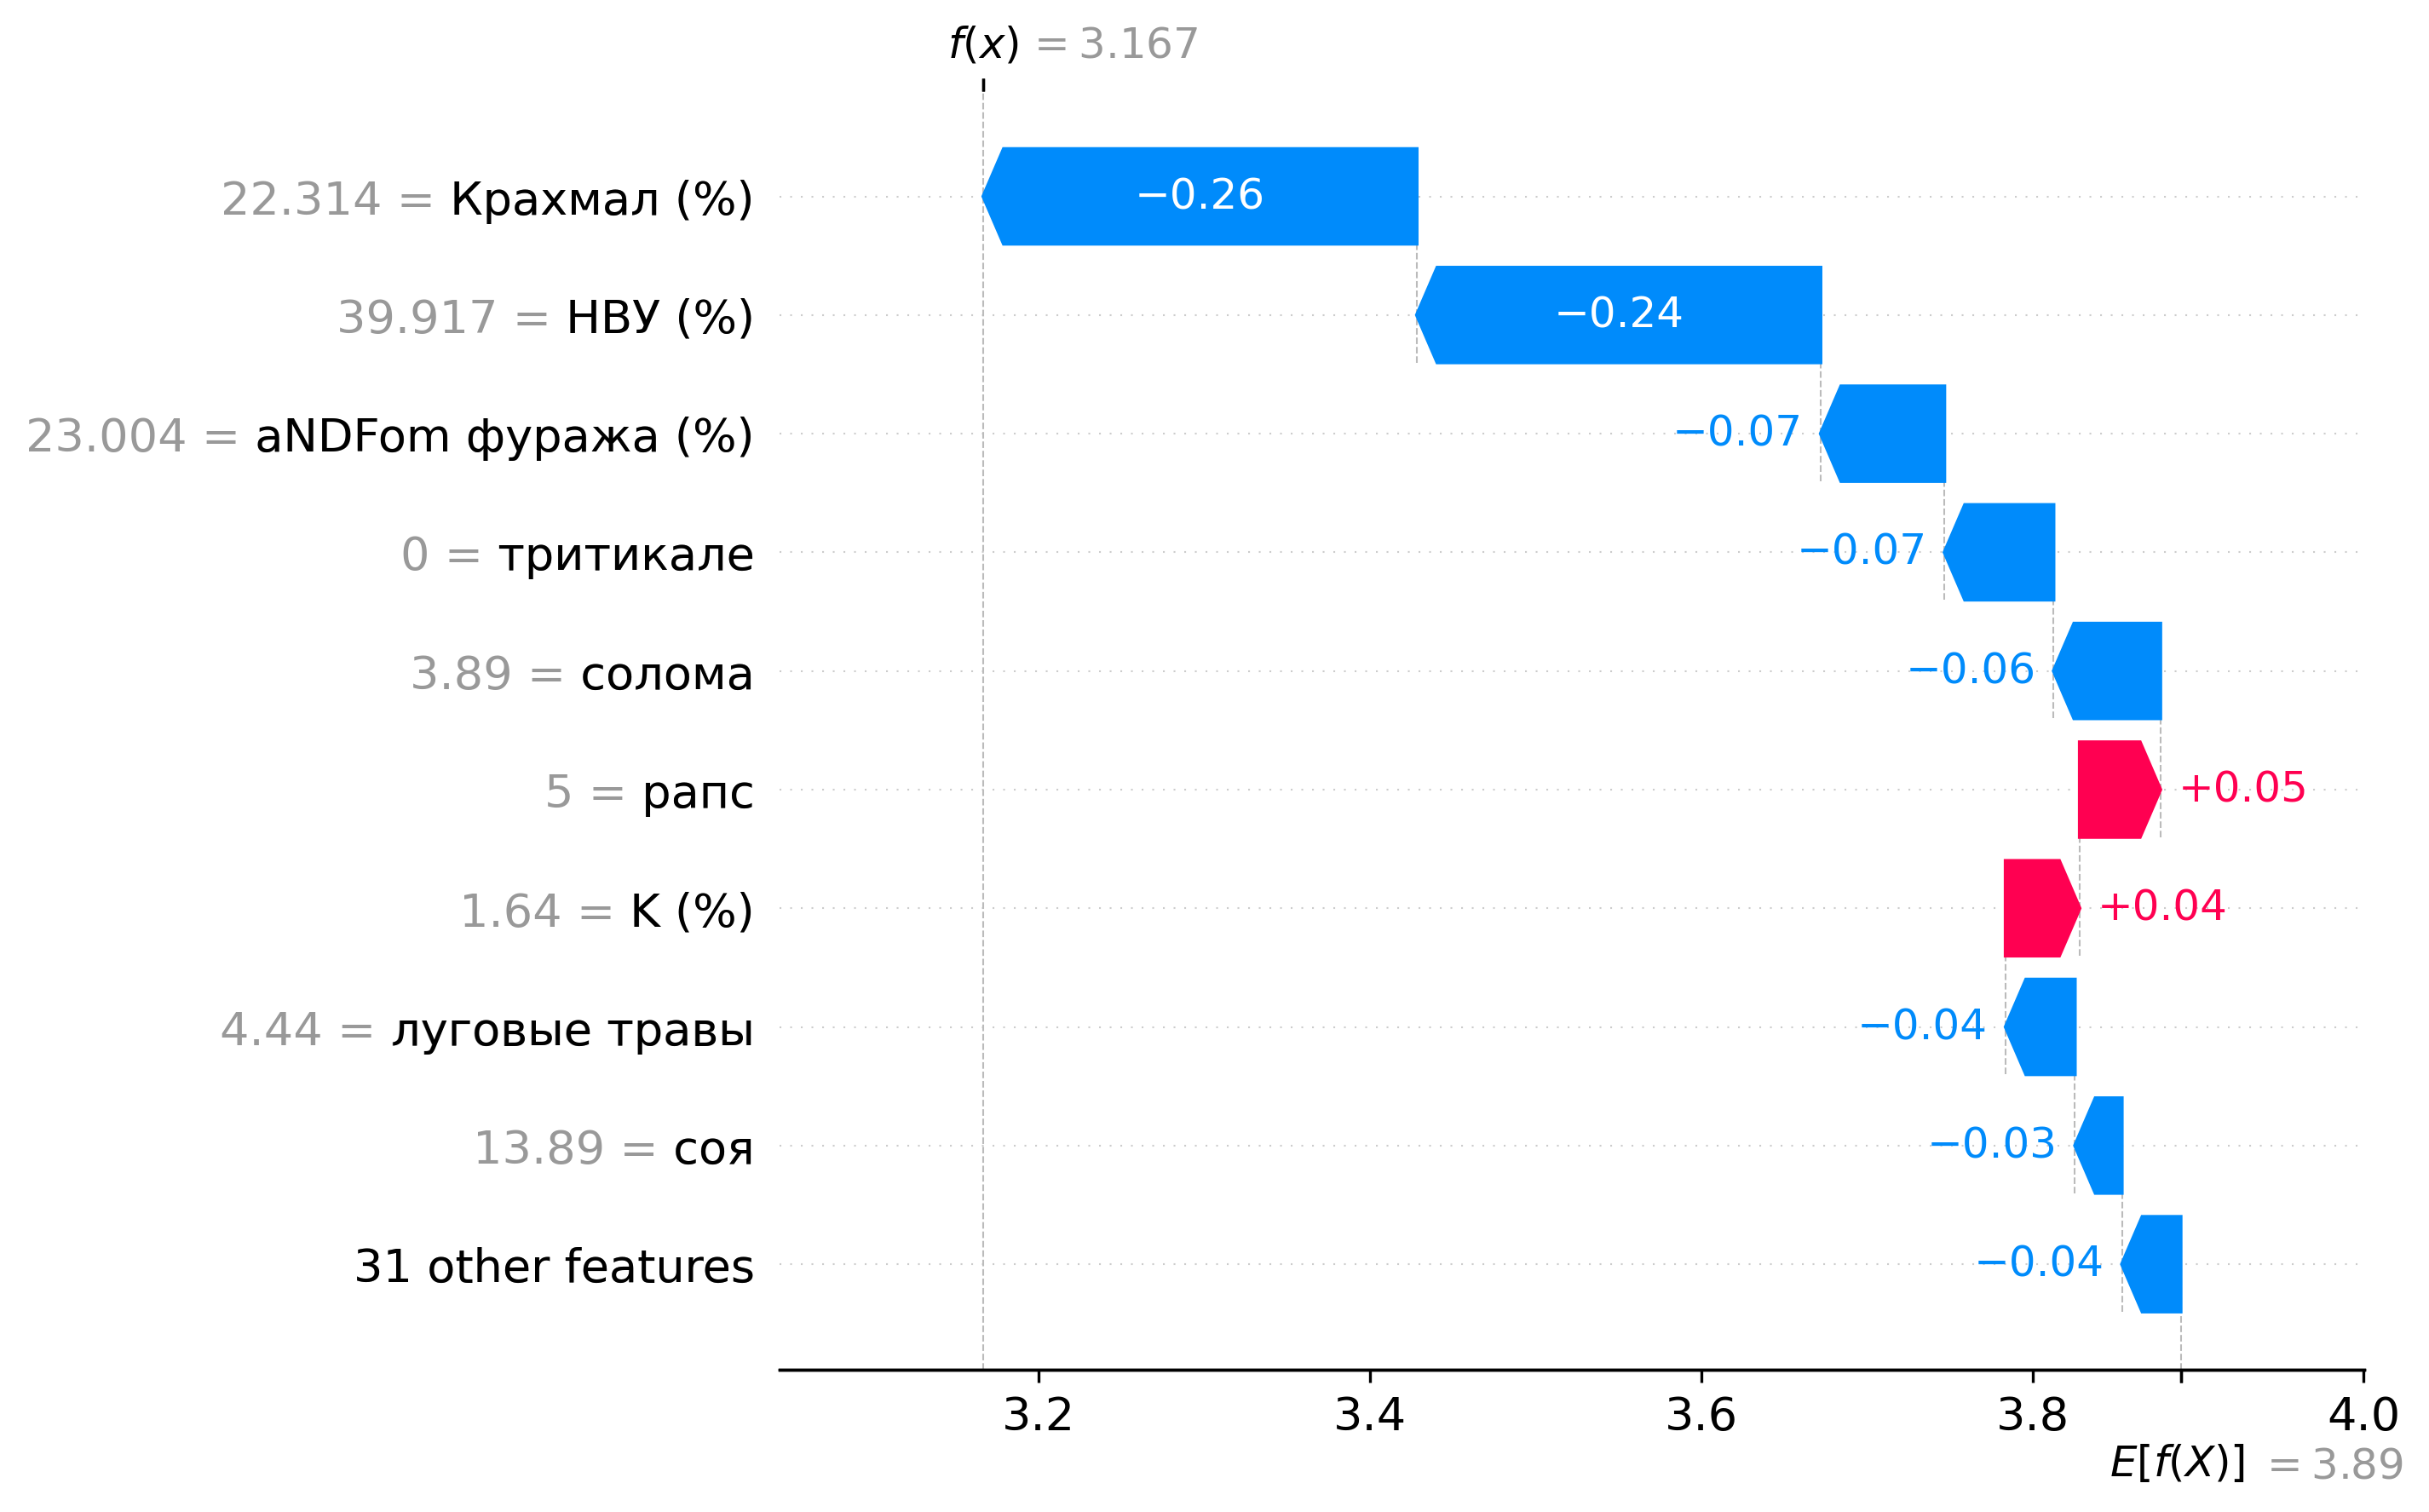 f(x) = 3.167
22.314 = Крахмал (%)
−0.26
39.917 = НВУ (%)
−0.24
23.004 = aNDFom фуража (%)
−0.07
0 = тритикале
−0.07
3.89 = солома
−0.06
5 = рапс
+0.05
1.64 = K (%)
+0.04
4.44 = луговые травы
−0.04
13.89 = соя
−0.03
31 other features
−0.04
3.2 3.4 3.6 3.8 4.0
E[f(X)] = 3.89